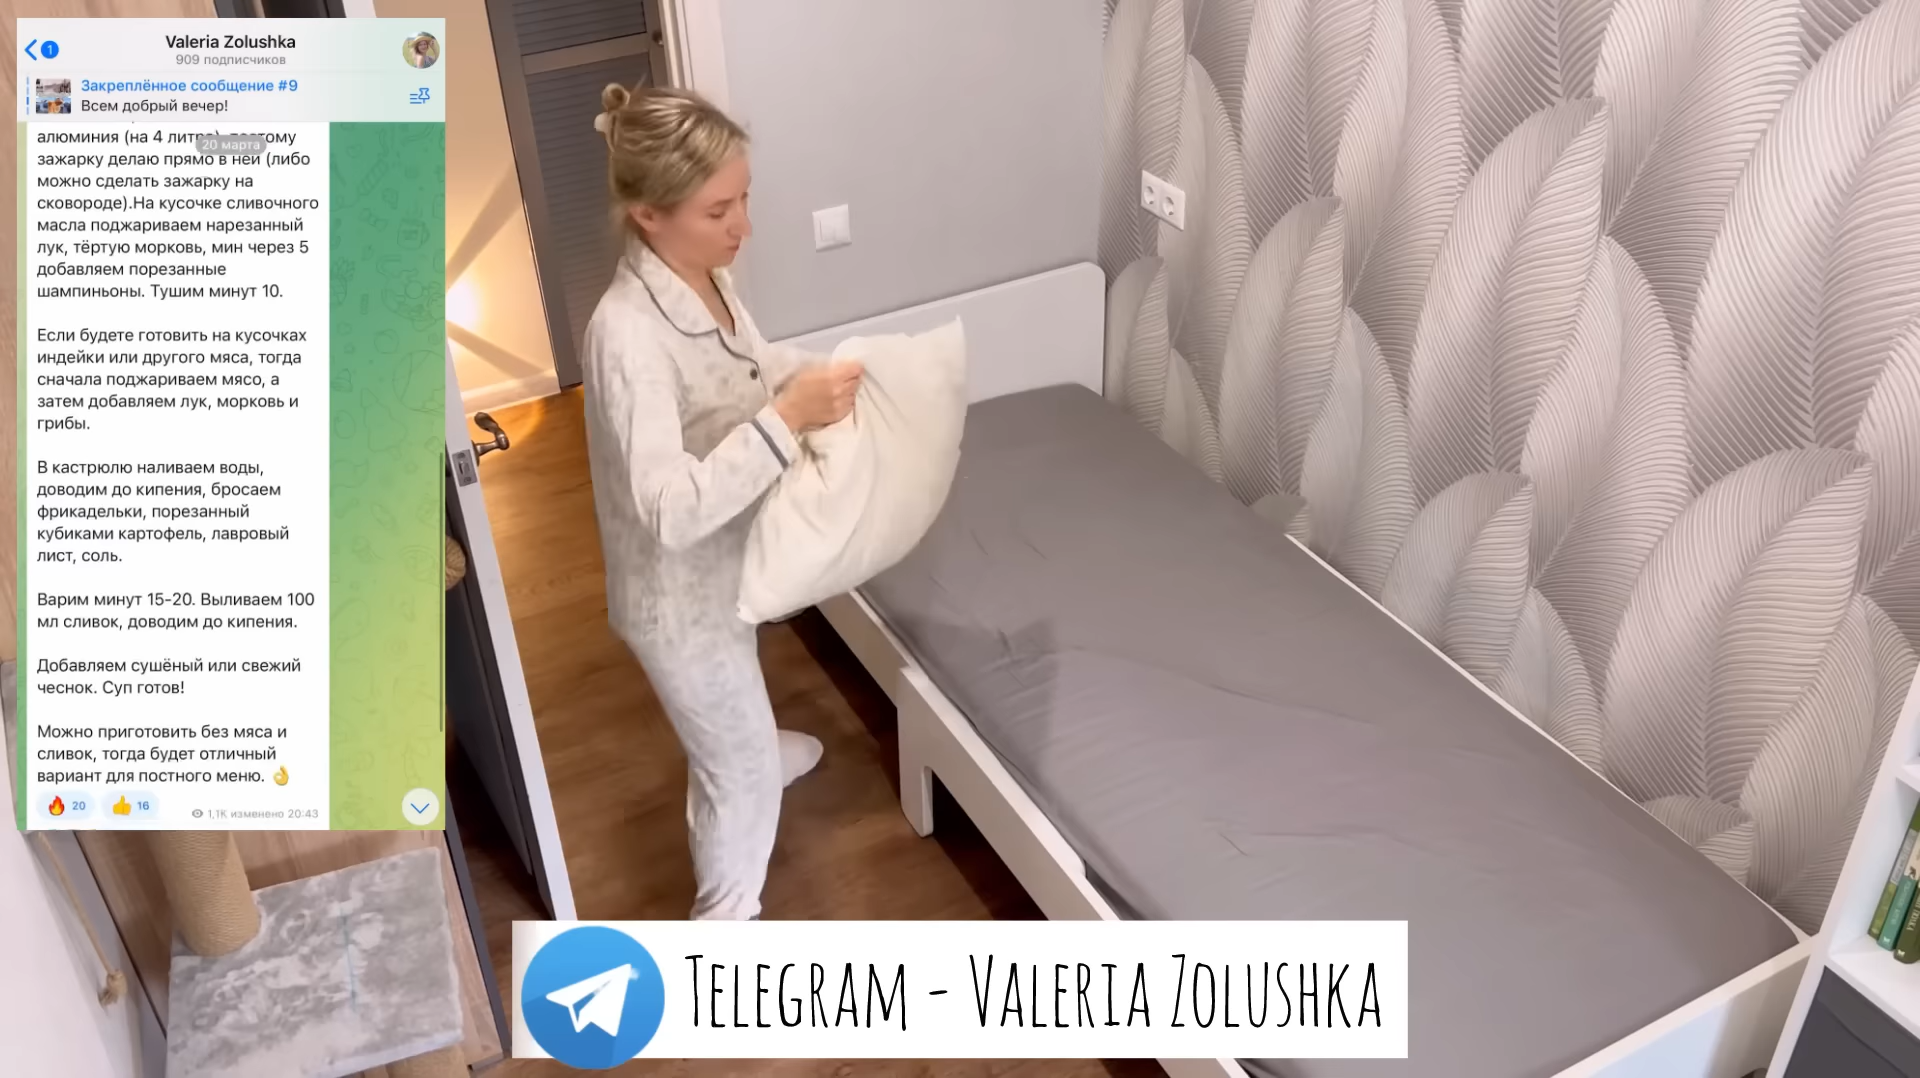 1
Valeria Zolushka
909 подписчиков
Закреплённое сообщение #9
Всем добрый вечер!
алюминия (на 4 литра), поэтому
20 марта
зажарку делаю прямо в ней (либо
можно сделать зажарку на
сковороде).На кусочке сливочного
масла поджариваем нарезанный
лук, тёртую морковь, мин через 5
добавляем порезанные
шампиньоны. Тушим минут 10.
Если будете готовить на кусочках
индейки или другого мяса, тогда
сначала поджариваем мясо, а
затем добавляем лук, морковь и
грибы.
В кастрюлю наливаем воды,
доводим до кипения, бросаем
фрикадельки, порезанный
кубиками картофель, лавровый
лист, соль.
Варим минут 15-20. Выливаем 100
мл сливок, доводим до кипения.
Добавляем сушёный или свежий
чеснок. Суп готов!
Можно приготовить без мяса и
сливок, тогда будет отличный
вариант для постного меню. 👌
🔥 20 👍 16 1,1K изменено 20:43
Telegram - Valeria Zolushka